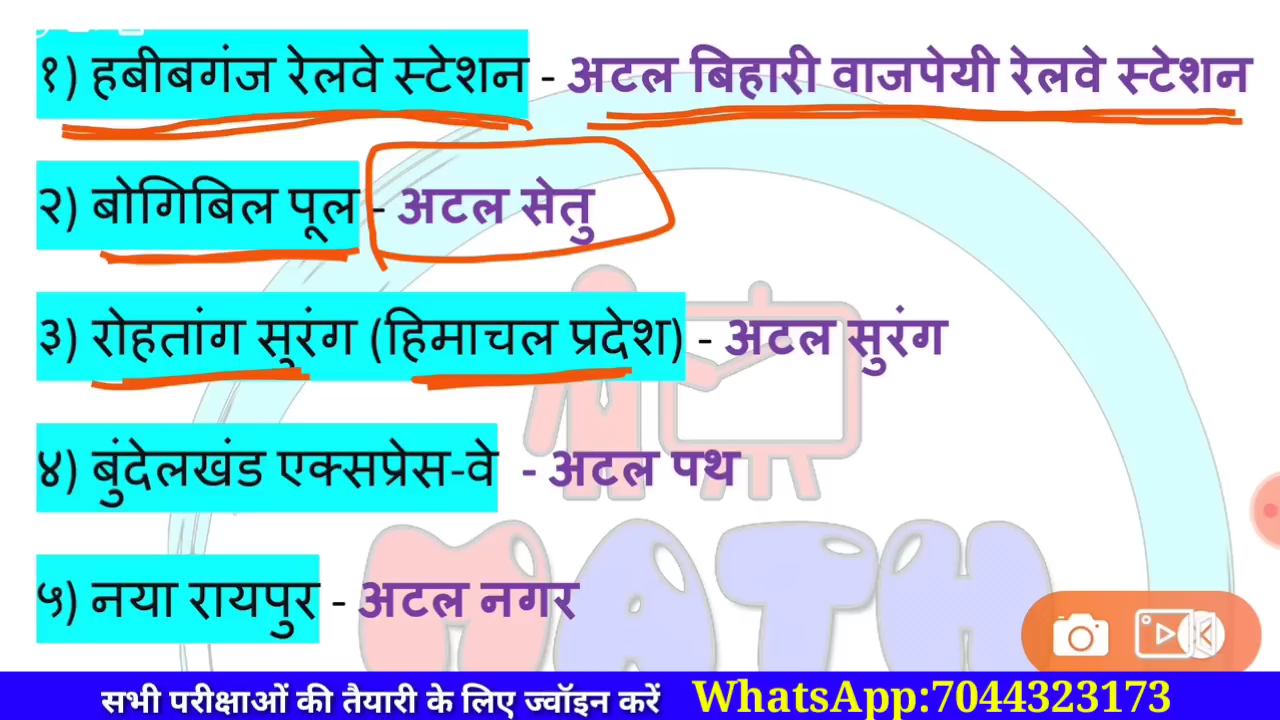 १) हबीबगंज रेलवे स्टेशन - अटल बिहारी वाजपेयी रेलवे स्टेशन
२) बोगिबिल पूल - अटल सेतु
३) रोहतांग सुरंग (हिमाचल प्रदेश) - अटल सुरंग
४) बुंदेलखंड एक्सप्रेस-वे - अटल पथ
५) नया रायपुर - अटल नगर
MATH
सभी परीक्षाओं की तैयारी के लिए ज्वॉइन करें WhatsApp:7044323173